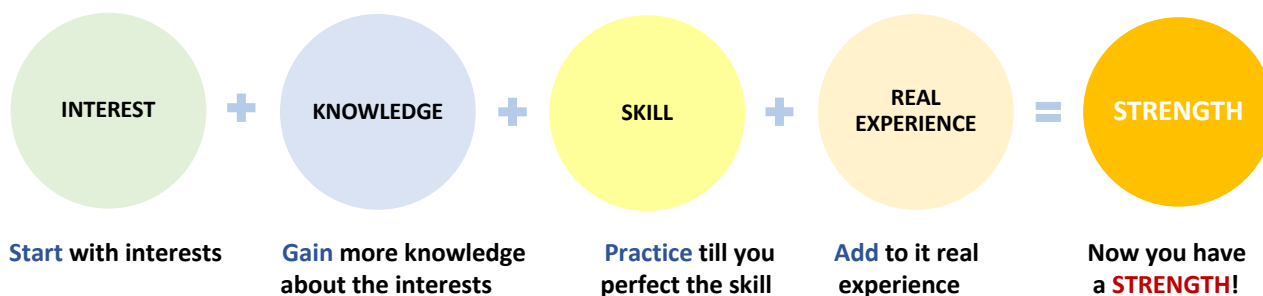 INTEREST
KNOWLEDGE
SKILL
REAL
EXPERIENCE
STRENGTH
Start with interests
Gain more knowledge
about the interests
Practice till you
perfect the skill
Add to it real
experience
Now you have
a STRENGTH!